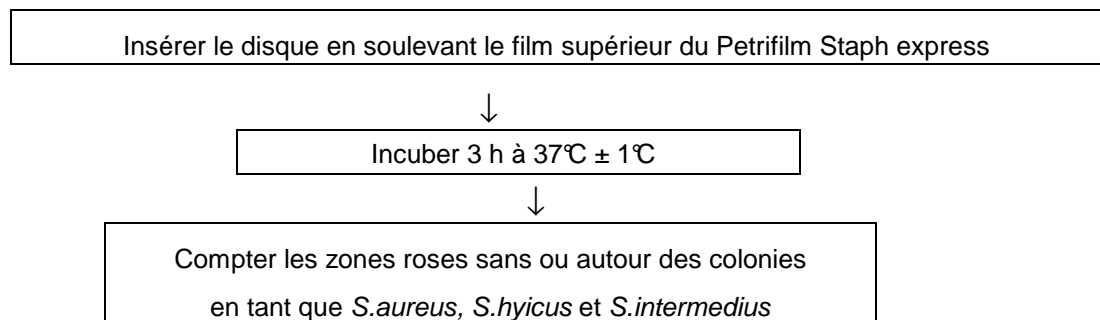 Insérer le disque en soulevant le film supérieur du Petrifilm Staph express
↓
Incuber 3 h à 37°C ± 1°C
↓
Compter les zones roses sans ou autour des colonies
en tant que S.aureus, S.hyicus et S.intermedius